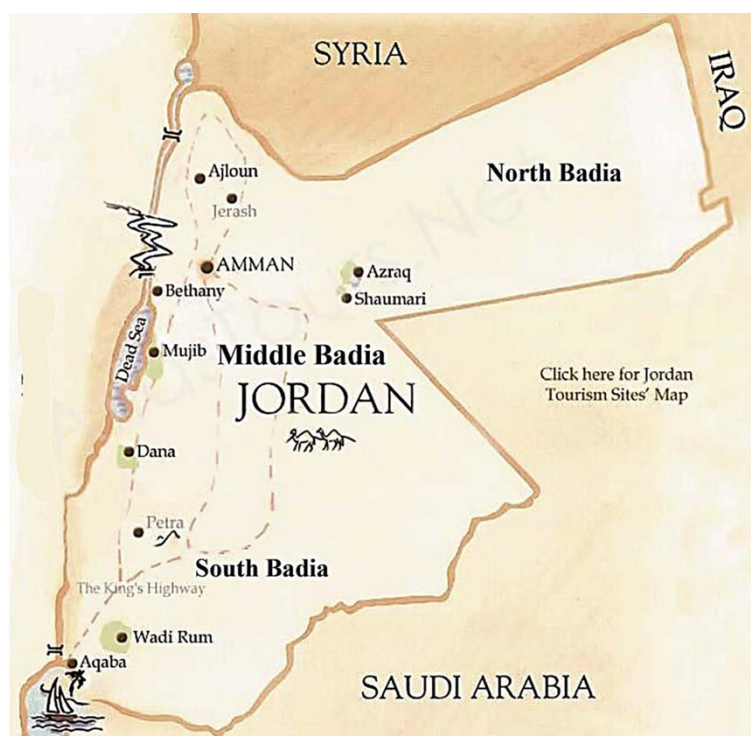 SYRIA
IRAQ
North Badia
Ajloun
Jerash
AMMAN
Azraq
Bethany
Shaumari
Dead Sea
Mujib
Middle Badia
JORDAN
Click here for Jordan
Tourism Sites' Map
Dana
Petra
South Badia
The King's Highway
Wadi Rum
Aqaba
SAUDI ARABIA